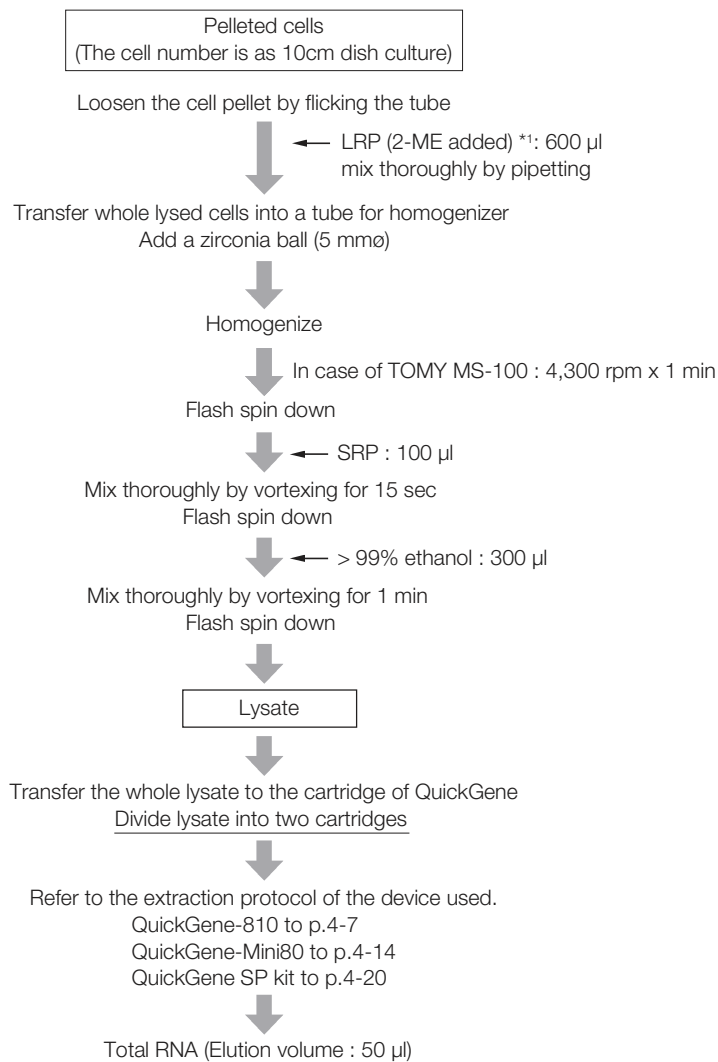 Pelleted cells
(The cell number is as 10cm dish culture)
Loosen the cell pellet by flicking the tube
LRP (2-ME added) *1: 600 µl
mix thoroughly by pipetting
Transfer whole lysed cells into a tube for homogenizer
Add a zirconia ball (5 mmø)
Homogenize
In case of TOMY MS-100 : 4,300 rpm x 1 min
Flash spin down
SRP : 100 µl
Mix thoroughly by vortexing for 15 sec
Flash spin down
> 99% ethanol : 300 µl
Mix thoroughly by vortexing for 1 min
Flash spin down
Lysate
Transfer the whole lysate to the cartridge of QuickGene
Divide lysate into two cartridges
Refer to the extraction protocol of the device used.
QuickGene-810 to p.4-7
QuickGene-Mini80 to p.4-14
QuickGene SP kit to p.4-20
Total RNA (Elution volume : 50 µl)